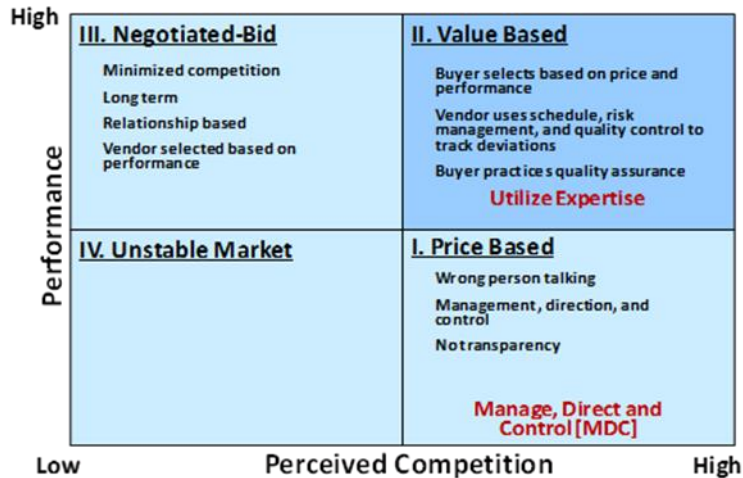 High
III. Negotiated-Bid
Minimized competition
Long term
Relationship based
Vendor selected based on
performance
II. Value Based
Buyer selects based on price and
performance
Vendor uses schedule, risk
management, and quality control to
track deviations
Buyer practices quality assurance
Utilize Expertise
Performance
IV. Unstable Market
I. Price Based
Wrong person talking
Management, direction, and
control
No transparency
Manage, Direct and
Control [MDC]
Low
Perceived Competition
High